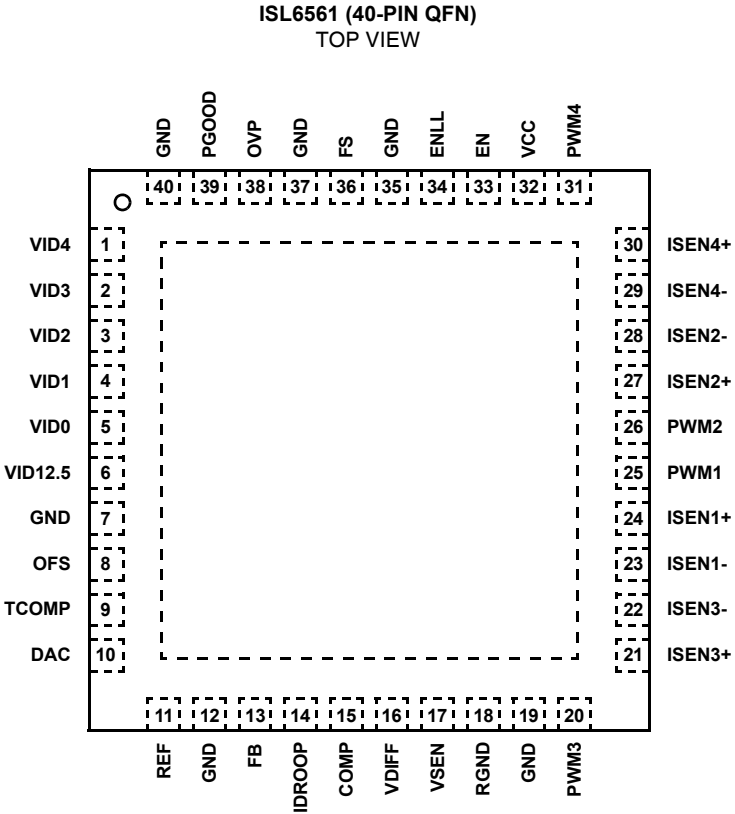 ISL6561 (40-PIN QFN)
TOP VIEW
GND PGOOD OVP GND FS GND ENLL EN VCC PWM4
40 39 38 37 36 35 34 33 32 31
VID4 1 30 ISEN4+
VID3 2 29 ISEN4-
VID2 3 28 ISEN2-
VID1 4 27 ISEN2+
VID0 5 26 PWM2
VID12.5 6 25 PWM1
GND 7 24 ISEN1+
OFS 8 23 ISEN1-
TCOMP 9 22 ISEN3-
DAC 10 21 ISEN3+
11 12 13 14 15 16 17 18 19 20
REF GND FB IDROOP COMP VDIFF VSEN RGND GND PWM3